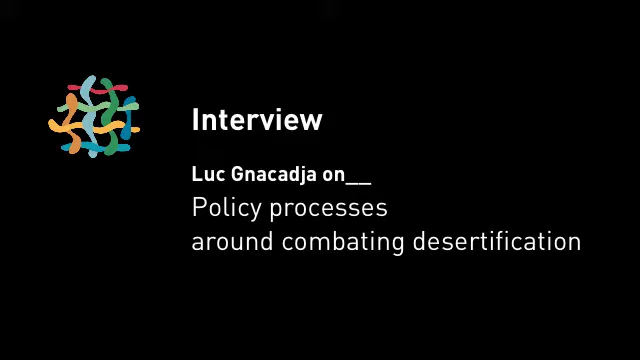 Interview
Luc Gnacadja on__
Policy processes
around combating desertification